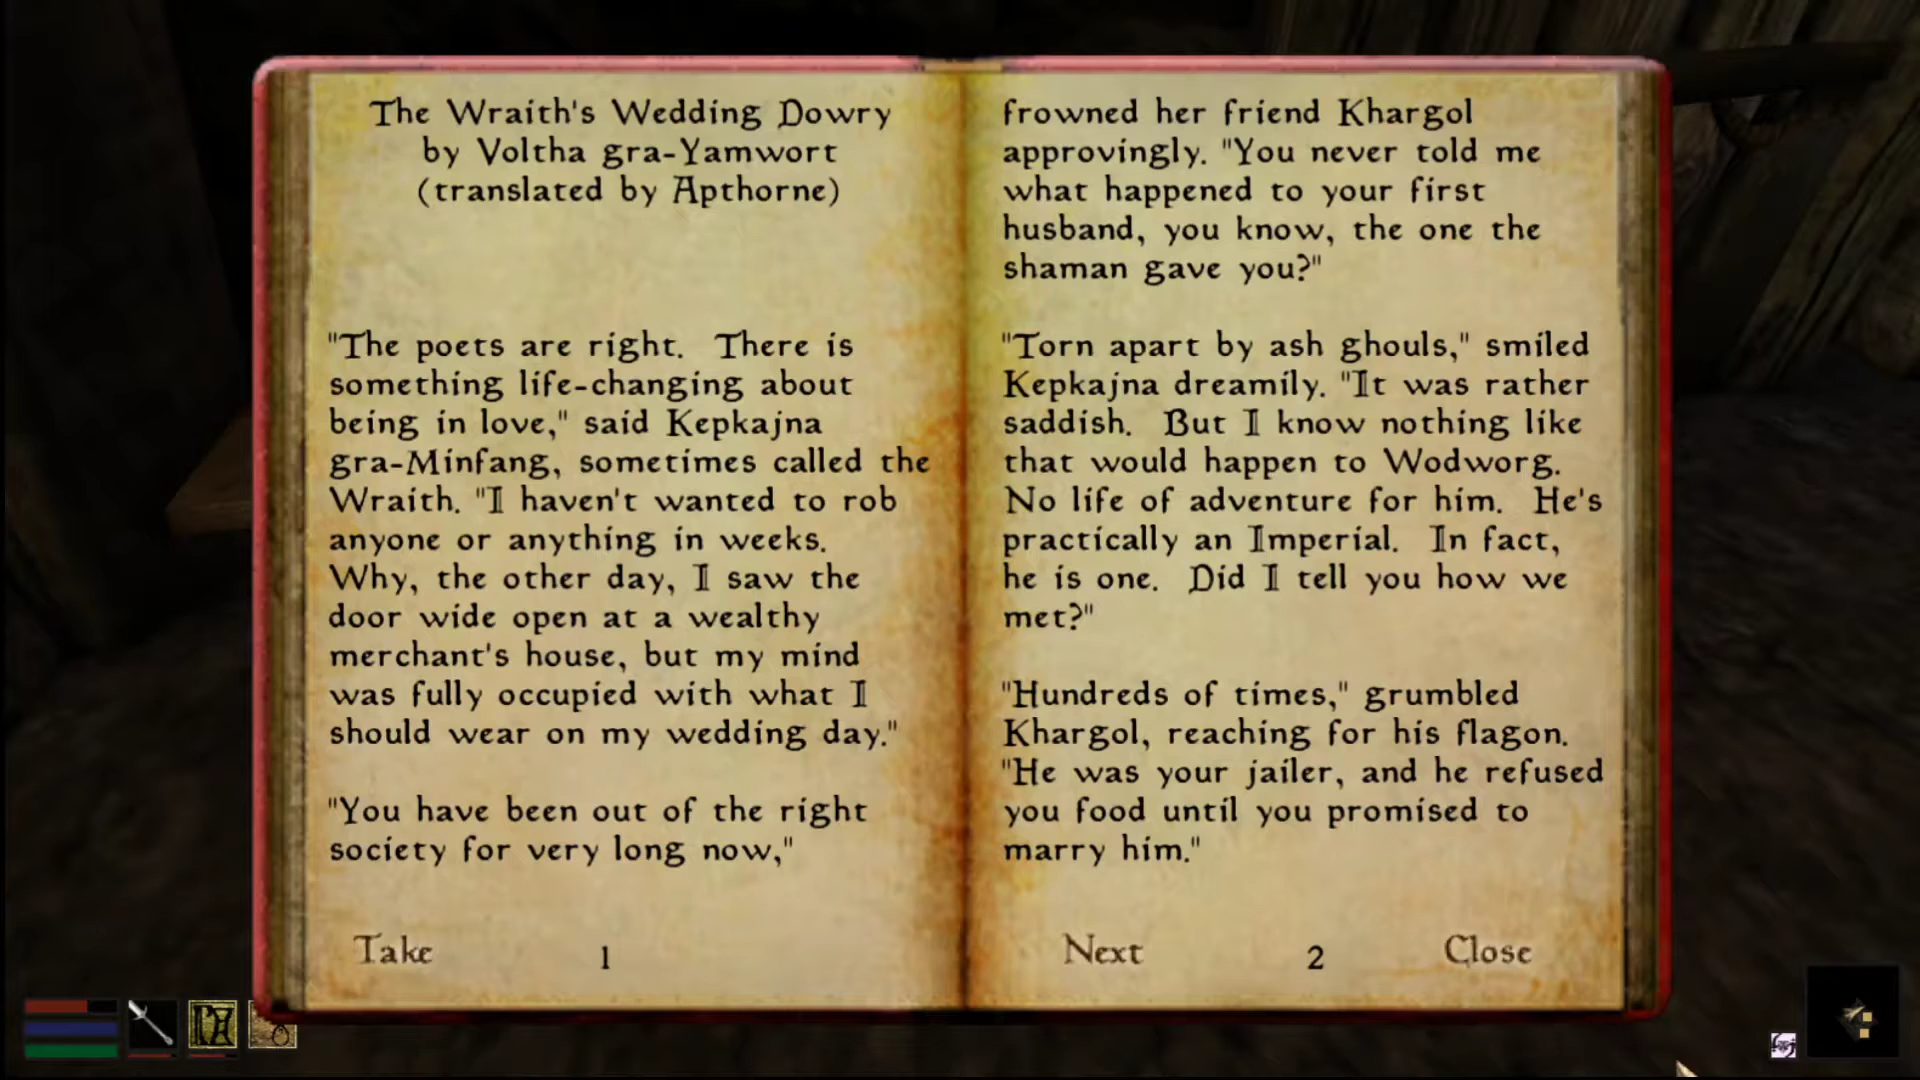 The Wraith's Wedding Dowry
by Voltha gra-Yamwort
(translated by Apthorne)
"The poets are right. There is
something life-changing about
being in love," said Kepkajna
gra-Minfang, sometimes called the
Wraith. "I haven't wanted to rob
anyone or anything in weeks.
Why, the other day, I saw the
door wide open at a wealthy
merchant's house, but my mind
was fully occupied with what I
should wear on my wedding day."
"You have been out of the right
society for very long now,"
Take
1
frowned her friend Khargol
approvingly. "You never told me
what happened to your first
husband, you know, the one the
shaman gave you?"
"Torn apart by ash ghouls," smiled
Kepkajna dreamily. "It was rather
saddish. But I know nothing like
that would happen to Wodworg.
No life of adventure for him. He's
practically an Imperial. In fact,
he is one. Did I tell you how we
met?"
"Hundreds of times," grumbled
Khargol, reaching for his flagon.
"He was your jailer, and he refused
you food until you promised to
marry him."
Next
2
Close